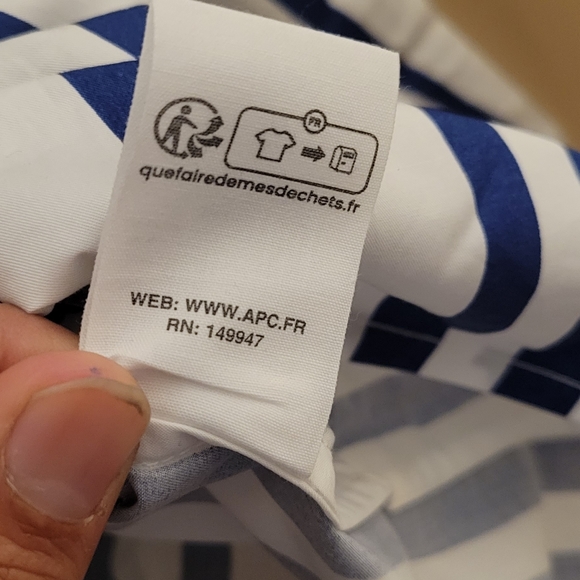 FR
quefairedemesdechets.fr
WEB: WWW.APC.FR
RN: 149947